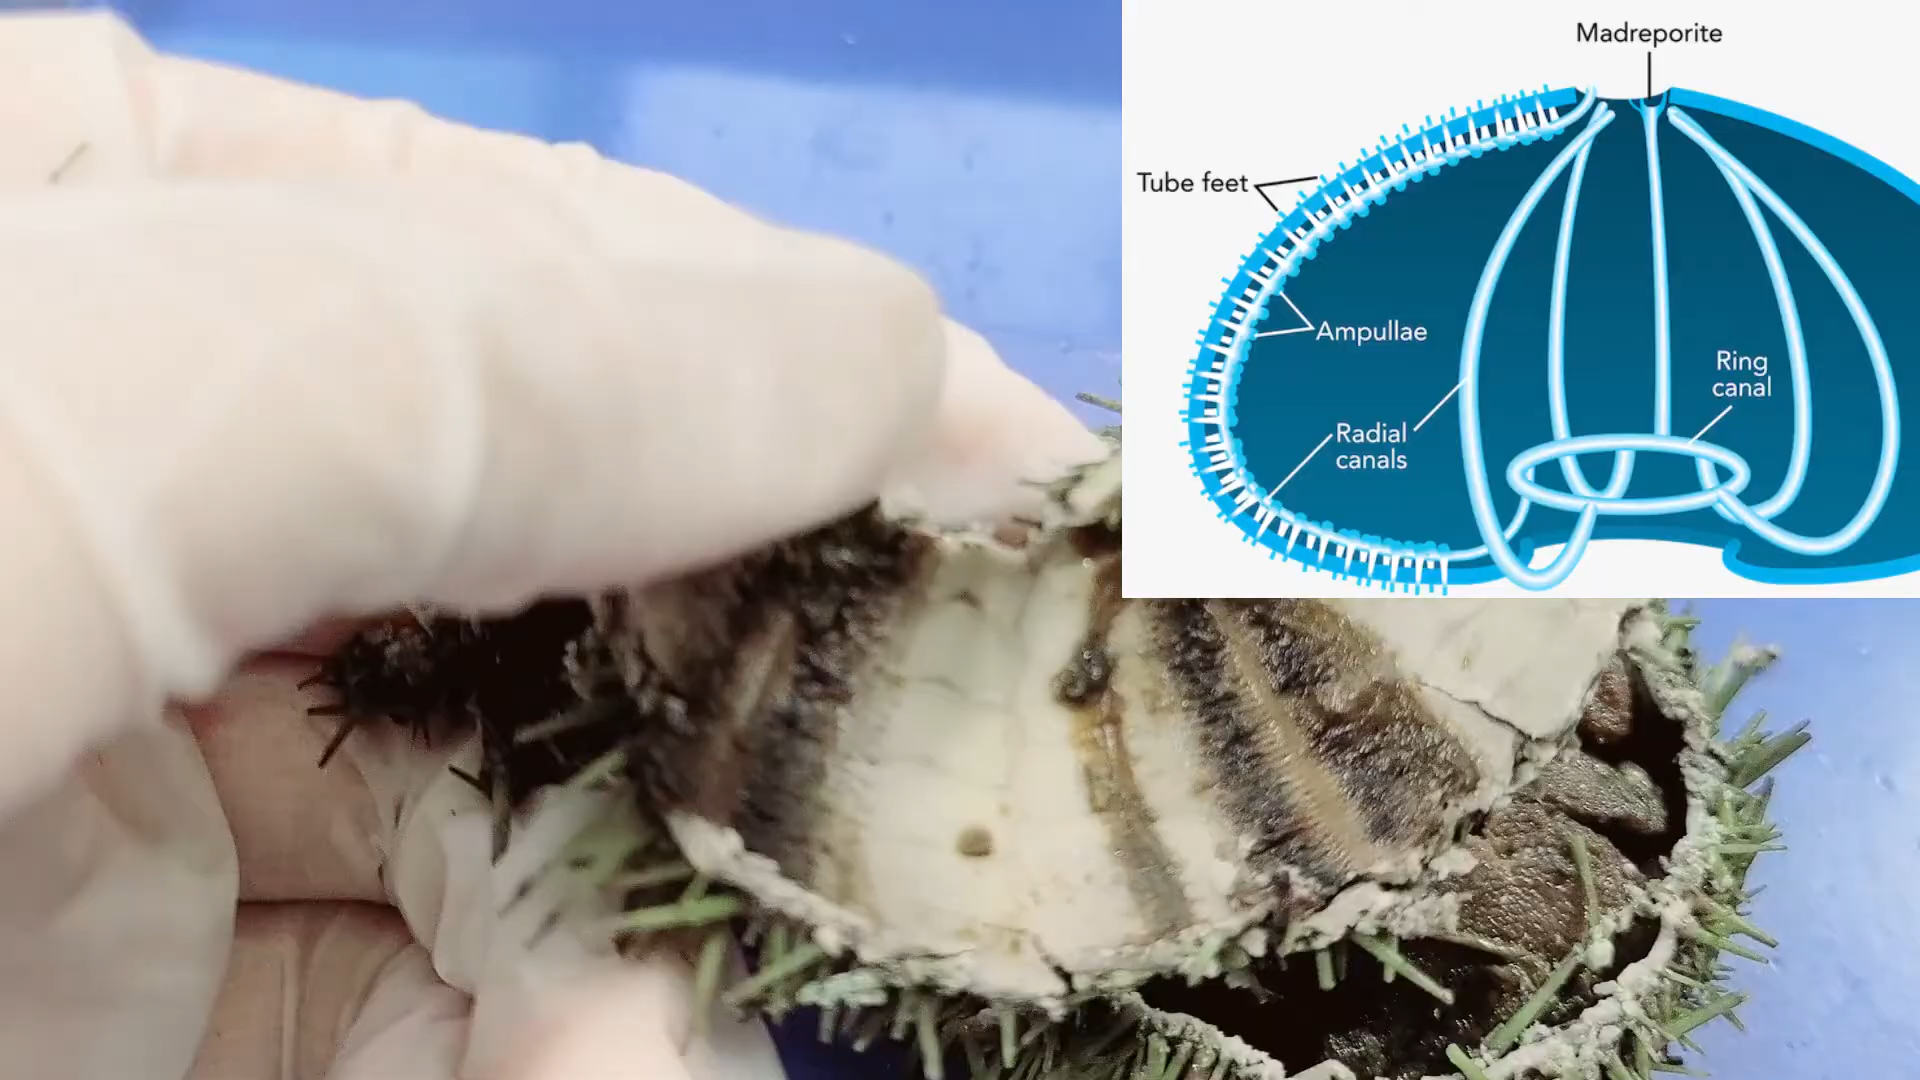 Madreporite
Tube feet
Ampullae
Ring
canal
Radial
canals